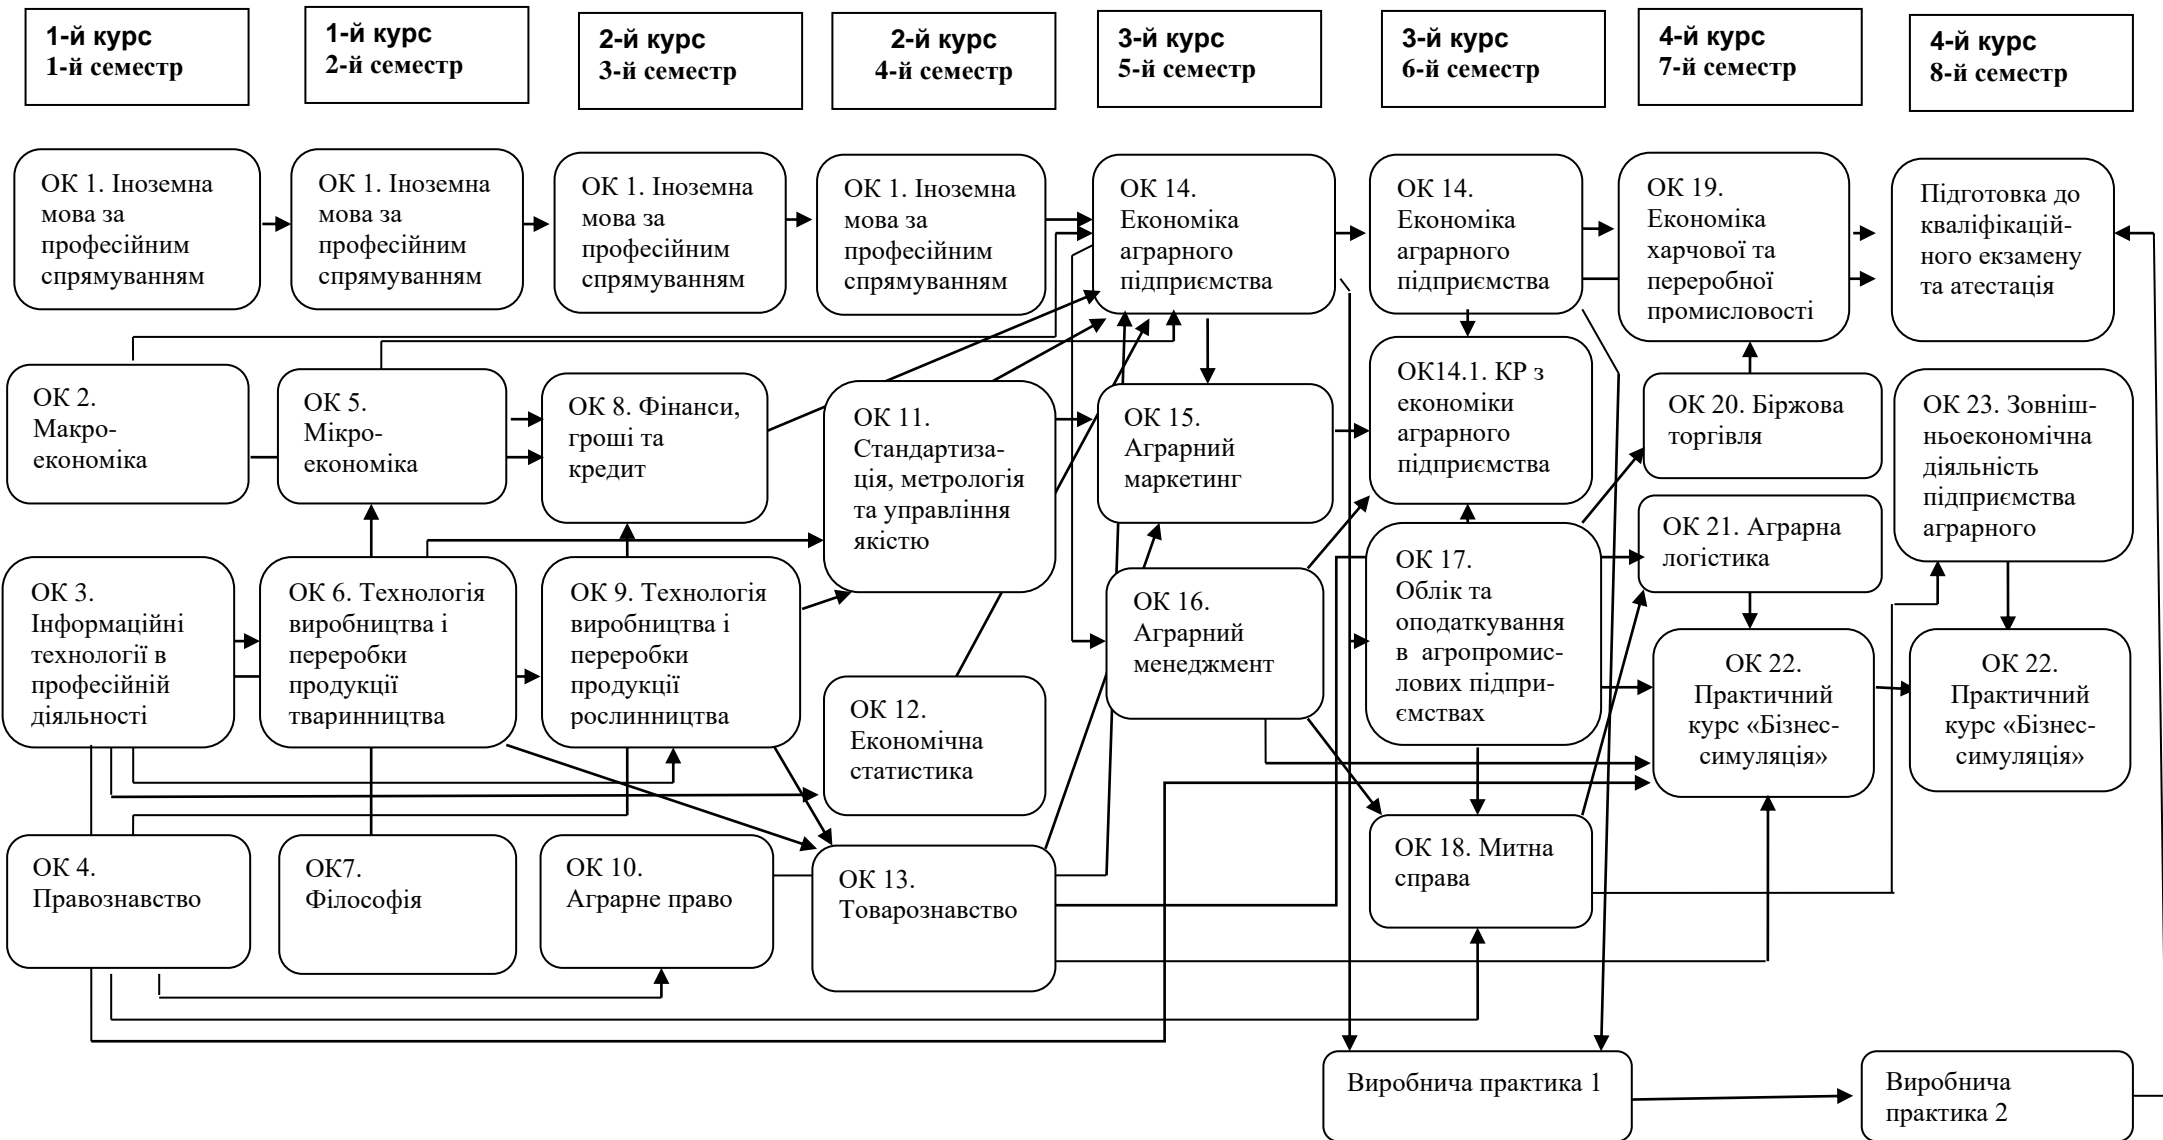 1-й курс
1-й семестр
1-й курс
2-й семестр
2-й курс
3-й семестр
2-й курс
4-й семестр
3-й курс
5-й семестр
3-й курс
6-й семестр
4-й курс
7-й семестр
4-й курс
8-й семестр
ОК 1. Іноземна
мова за
професійним
спрямуванням
ОК 1. Іноземна
мова за
професійним
спрямуванням
ОК 1. Іноземна
мова за
професійним
спрямуванням
ОК 1. Іноземна
мова за
професійним
спрямуванням
ОК 14.
Економіка
аграрного
підприємства
ОК 14.
Економіка
аграрного
підприємства
ОК 19.
Економіка
харчової та
переробної
промисловості
Підготовка до
кваліфікацій-
ного екзамену
та атестація
ОК 2.
Макро-
економіка
ОК 5.
Мікро-
економіка
ОК 8. Фінанси,
гроші та
кредит
ОК 11.
Стандартиза-
ція, метрологія
та управління
якістю
ОК 15.
Аграрний
маркетинг
ОК14.1. КР з
економіки
аграрного
підприємства
ОК 20. Біржова
торгівля
ОК 23. Зовніш-
ньоекономічна
діяльність
підприємства
аграрного
ОК 21. Аграрна
логістика
ОК 3.
Інформаційні
технології в
професійній
діяльності
ОК 6. Технологія
виробництва і
переробки
продукції
тваринництва
ОК 9. Технологія
виробництва і
переробки
продукції
рослинництва
ОК 12.
Економічна
статистика
ОК 16.
Аграрний
менеджмент
ОК 17.
Облік та
оподаткування
в агропромис-
лових підпри-
ємствах
ОК 22.
Практичний
курс «Бізнес-
симуляція»
ОК 22.
Практичний
курс «Бізнес-
симуляція»
ОК 4.
Правознавство
ОК7.
Філософія
ОК 10.
Аграрне право
ОК 13.
Товарознавство
ОК 18. Митна
справа
Виробнича практика 1
Виробнича
практика 2